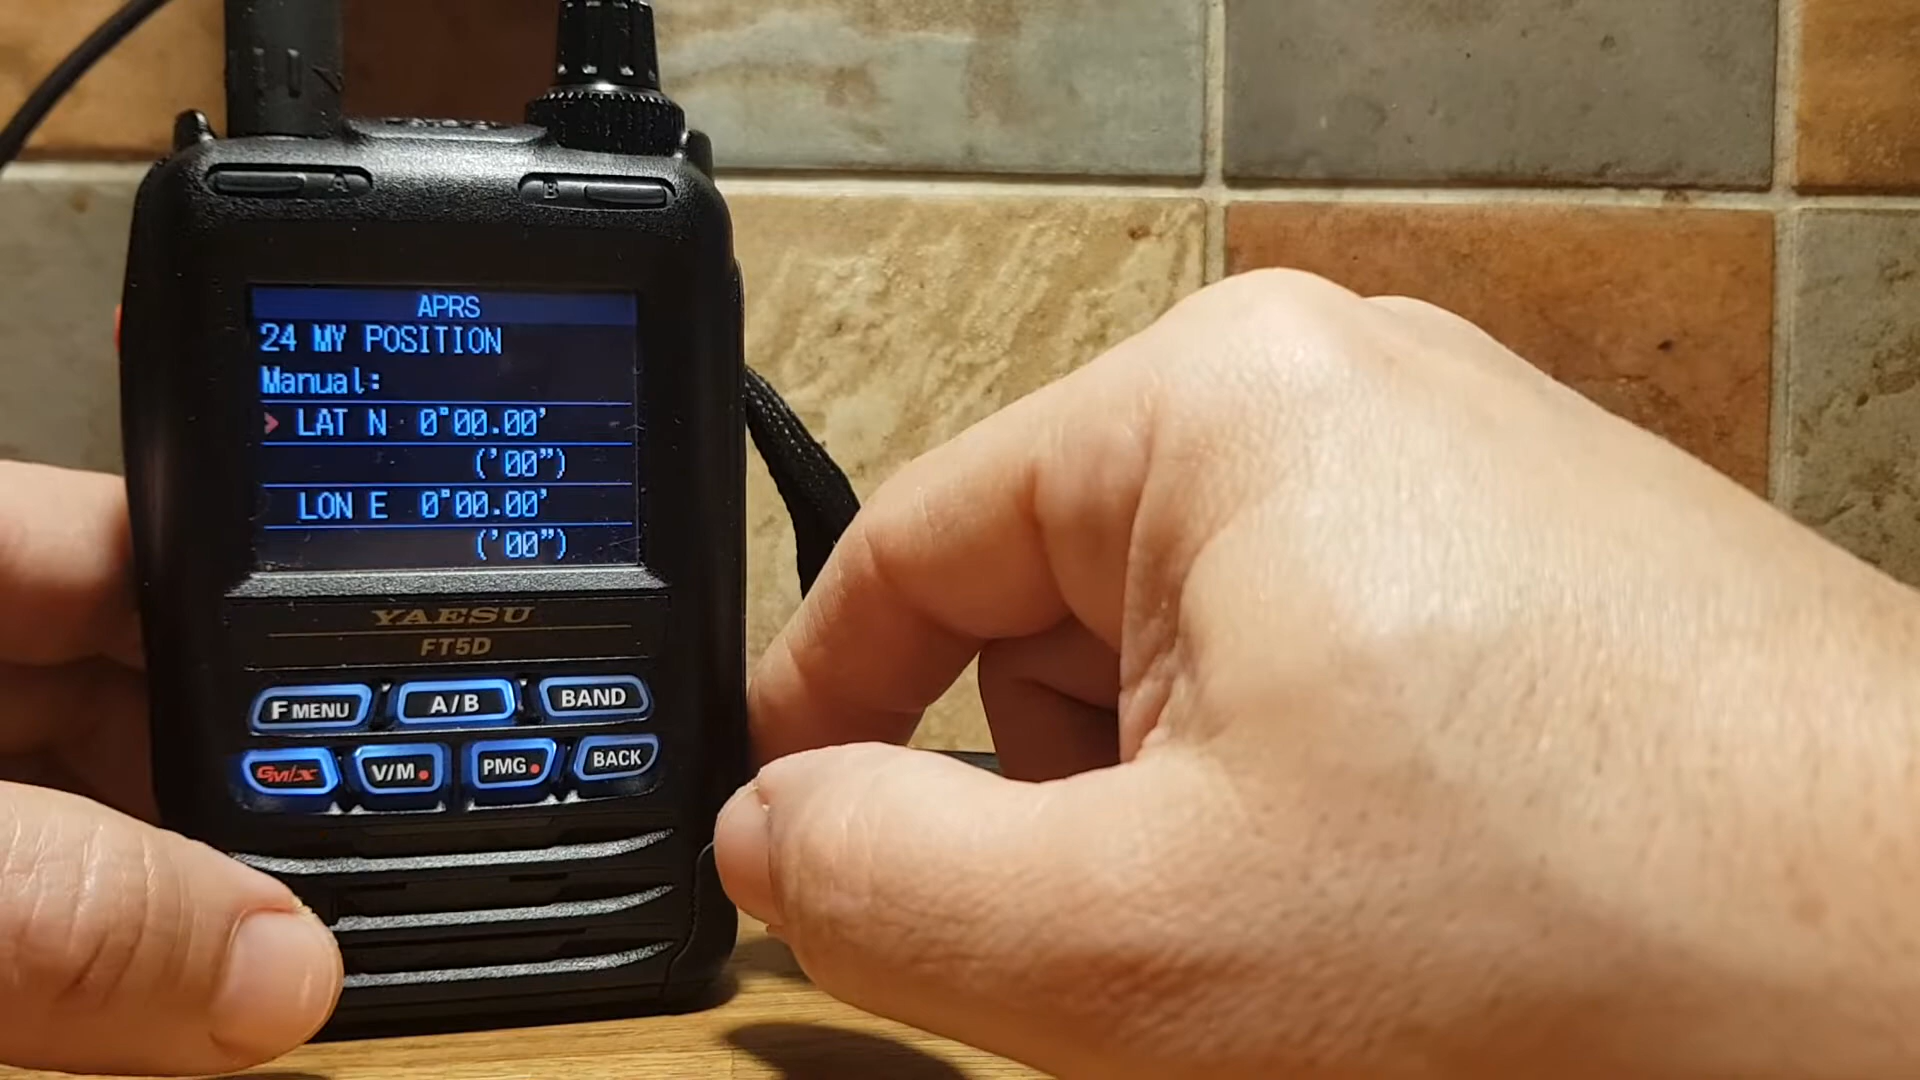 A B
APRS
24 MY POSITION
Manual:
> LAT N 0°00.00'
('00")
LON E 0°00.00'
('00")
YAESU
FT5D
F MENU A/B BAND
GM/X V/M PMG BACK